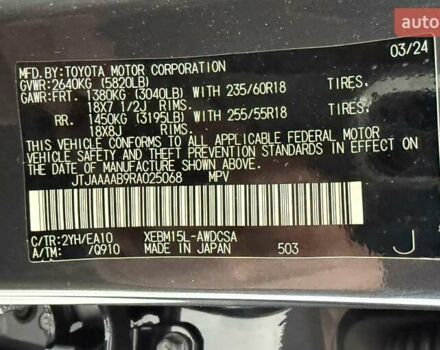 auto
MFD.BY:TOYOTA MOTOR CORPORATION 03/24
GVWR:2640KG (5820LB)
GAWR:FRT. 1380KG (3040LB) WITH 235/60R18 TIRES.
18X7 1/2J RIMS.
RR. 1450KG (3195LB) WITH 255/55R18 TIRES.
18X8J RIMS.
THIS VEHICLE CONFORMS TO ALL APPLICABLE FEDERAL MOTOR
VEHICLE SAFETY AND THEFT PREVENTION STANDARDS IN EFFECT ON
THE DATE OF MANUFACTURE SHOWN ABOVE.
JTJAAAAB9RA025068 MPV
C/TR:2YH/EA10 XEBM15L-AWDCSA
A/TM: /Q910 MADE IN JAPAN 503 J